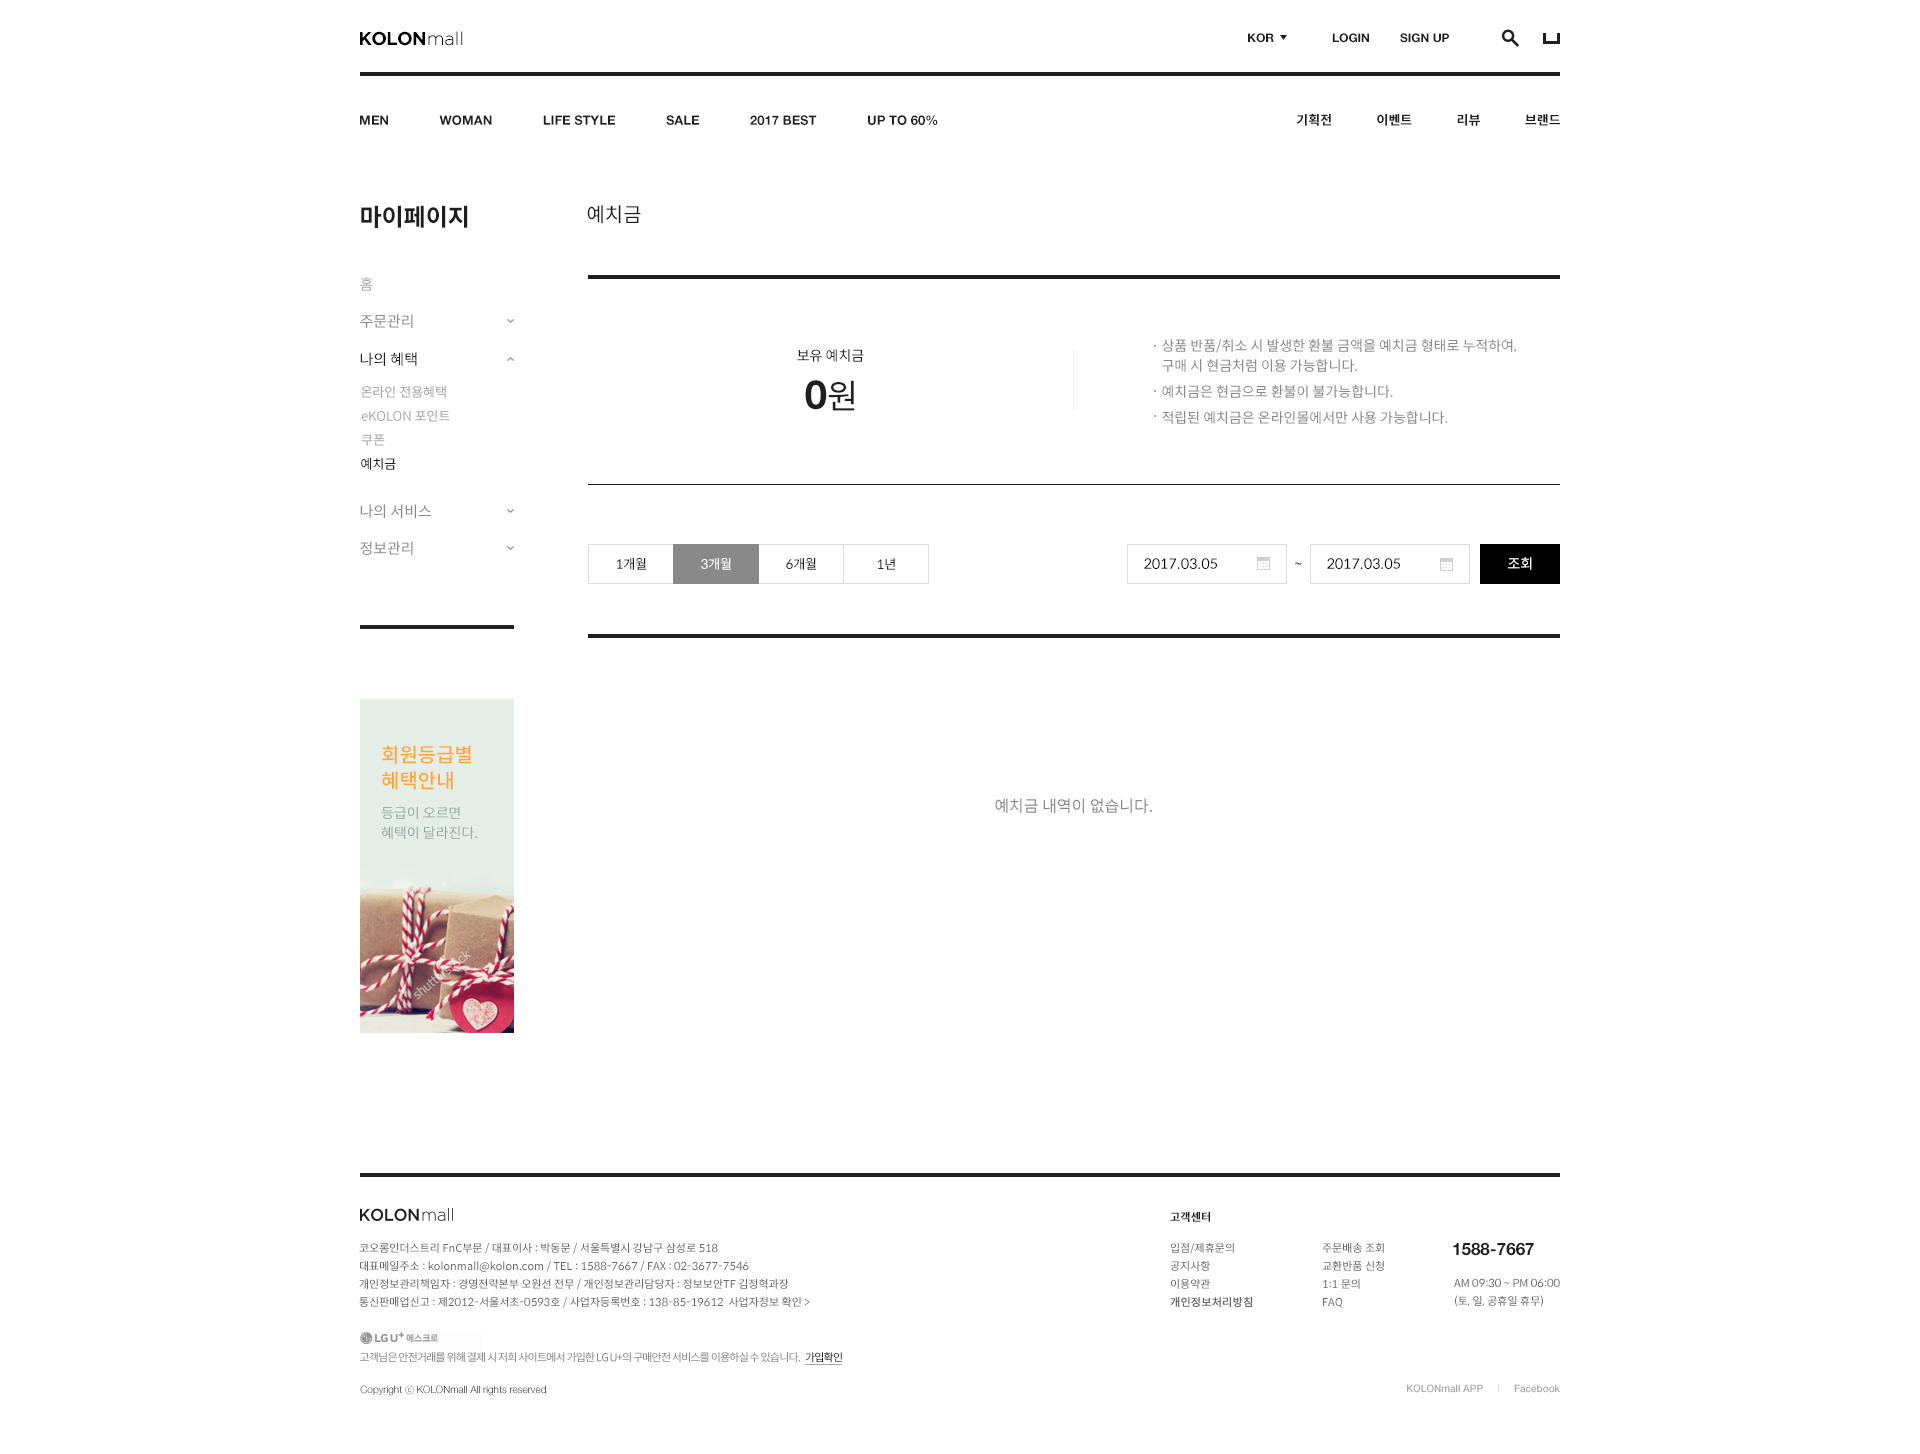 KOLONmall
KOR
LOGIN
SIGN UP
MEN
WOMAN
LIFE STYLE
SALE
2017 BEST
UP TO 60%
기획전
이벤트
리뷰
브랜드
마이페이지
홈
주문관리
나의 혜택
온라인 전용혜택
eKOLON 포인트
쿠폰
예치금
나의 서비스
정보관리
회원등급별
혜택안내
등급이 오르면
혜택이 달라진다.
shutterstock
예치금
보유 예치금
0원
· 상품 반품/취소 시 발생한 환불 금액을 예치금 형태로 누적하여,
구매 시 현금처럼 이용 가능합니다.
· 예치금은 현금으로 환불이 불가능합니다.
· 적립된 예치금은 온라인몰에서만 사용 가능합니다.
1개월
3개월
6개월
1년
2017.03.05 ~ 2017.03.05
조회
예치금 내역이 없습니다.
KOLONmall
코오롱인더스트리 FnC부문 / 대표이사 : 박동문 / 서울특별시 강남구 삼성로 518
대표메일주소 : kolonmall@kolon.com / TEL : 1588-7667 / FAX : 02-3677-7546
개인정보관리책임자 : 경영전략본부 오원선 전무 / 개인정보관리담당자 : 정보보안TF 김정혁과장
통신판매업신고 : 제2012-서울서초-0593호 / 사업자등록번호 : 138-85-19612 사업자정보 확인 >
LG U+ 에스크로
고객님은 안전거래를 위해 결제 시 저희 사이트에서 가입한 LG U+의 구매안전 서비스를 이용하실 수 있습니다. 가입확인
Copyright ⓒ KOLONmall All rights reserved
고객센터
입점/제휴문의
공지사항
이용약관
개인정보처리방침
주문배송 조회
교환반품 신청
1:1 문의
FAQ
1588-7667
AM 09:30 ~ PM 06:00
(토, 일, 공휴일 휴무)
KOLONmall APP
Facebook